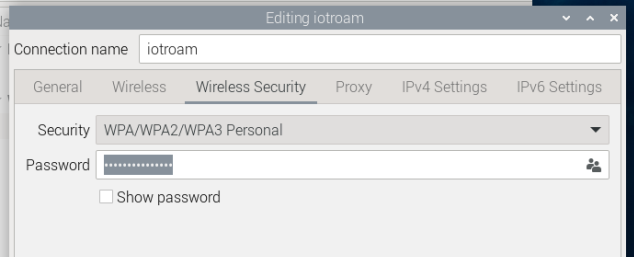 Editing iotroam
Connection name iotroam
General Wireless Wireless Security Proxy IPv4 Settings IPv6 Settings
Security WPA/WPA2/WPA3 Personal
Password •••••••••••••••
Show password